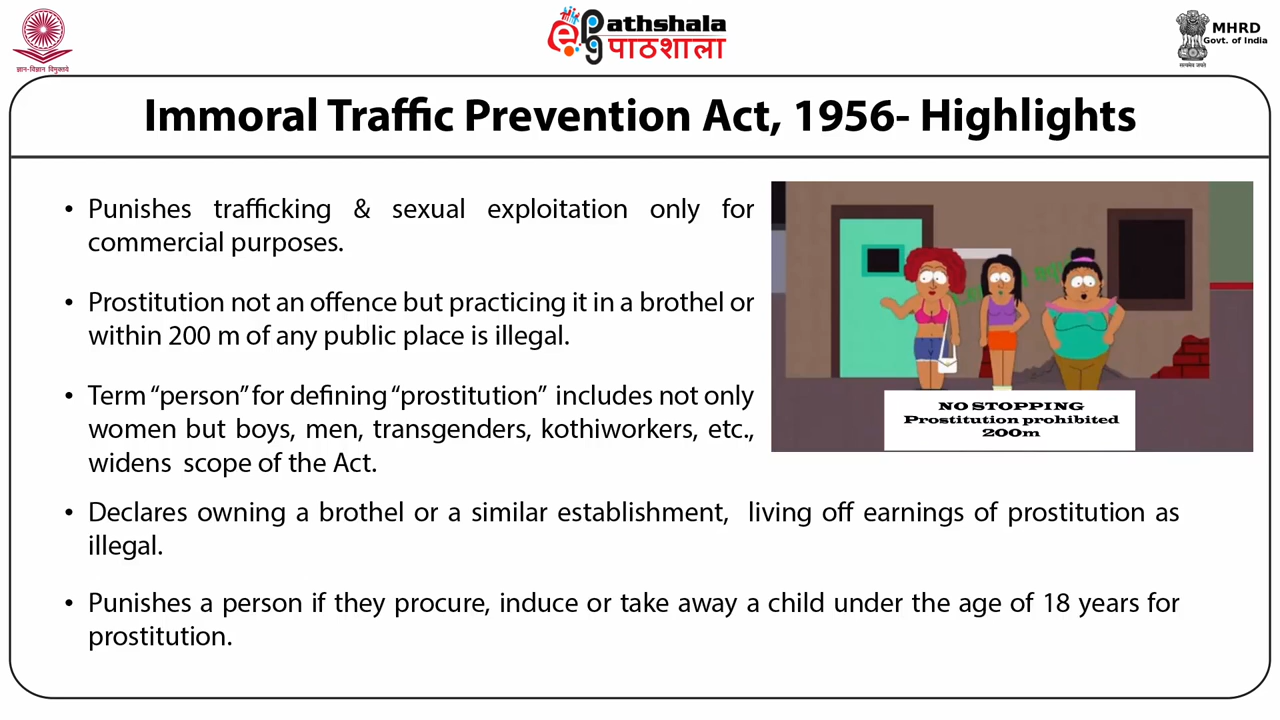 ज्ञान-विज्ञान विमुक्तये
ePg
athshala
पाठशाला
MHRD
Govt. of India
सत्यमेव जयते
Immoral Traffic Prevention Act, 1956- Highlights
• Punishes trafficking & sexual exploitation only for
commercial purposes.
• Prostitution not an offence but practicing it in a brothel or
within 200 m of any public place is illegal.
• Term “person” for defining “prostitution” includes not only
women but boys, men, transgenders, kothiworkers, etc.,
widens scope of the Act.
NO STOPPING
Prostitution prohibited
200m
• Declares owning a brothel or a similar establishment, living off earnings of prostitution as
illegal.
• Punishes a person if they procure, induce or take away a child under the age of 18 years for
prostitution.